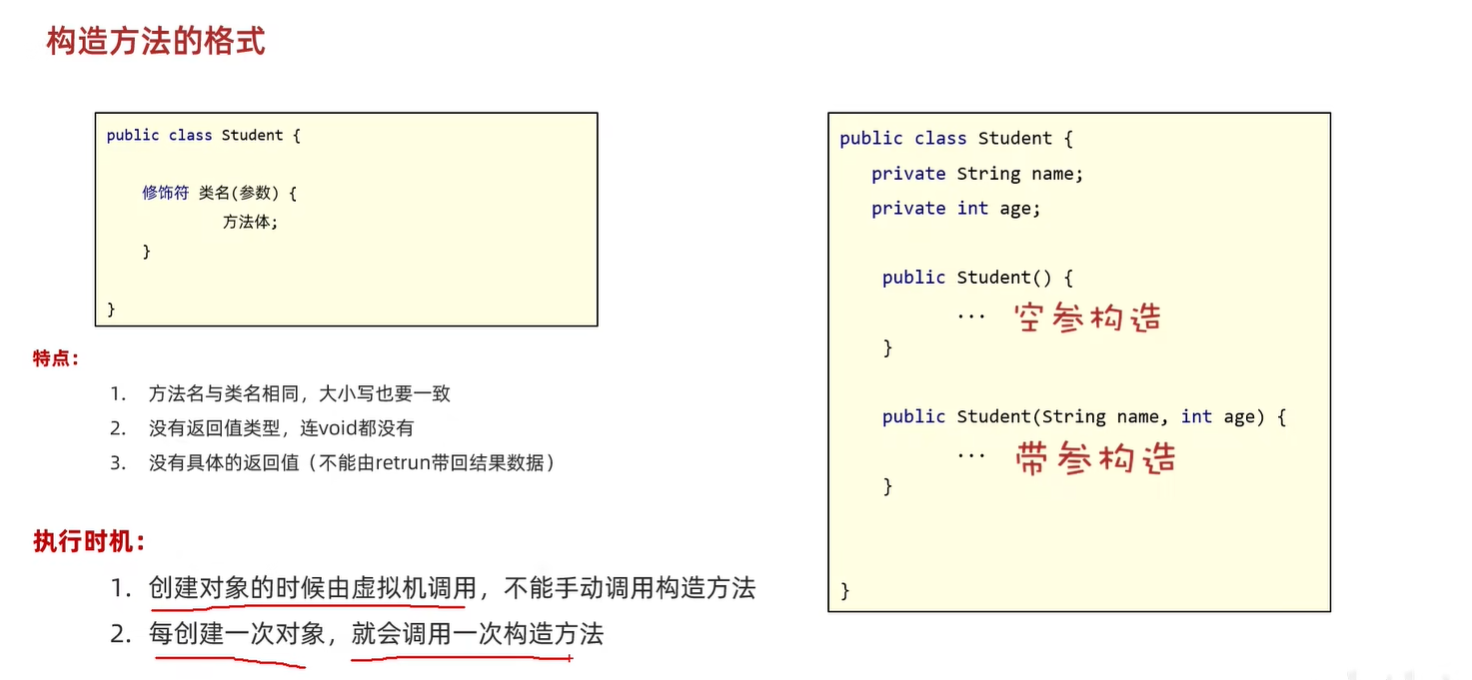 构造方法的格式
public class Student {
修饰符 类名(参数) {
方法体;
}
}
特点：
1. 方法名与类名相同，大小写也要一致
2. 没有返回值类型，连void都没有
3. 没有具体的返回值（不能由retrun带回结果数据）
执行时机：
1. 创建对象的时候由虚拟机调用，不能手动调用构造方法
2. 每创建一次对象，就会调用一次构造方法
public class Student {
private String name;
private int age;
public Student() {
... 空参构造
}
public Student(String name, int age) {
... 带参构造
}
}